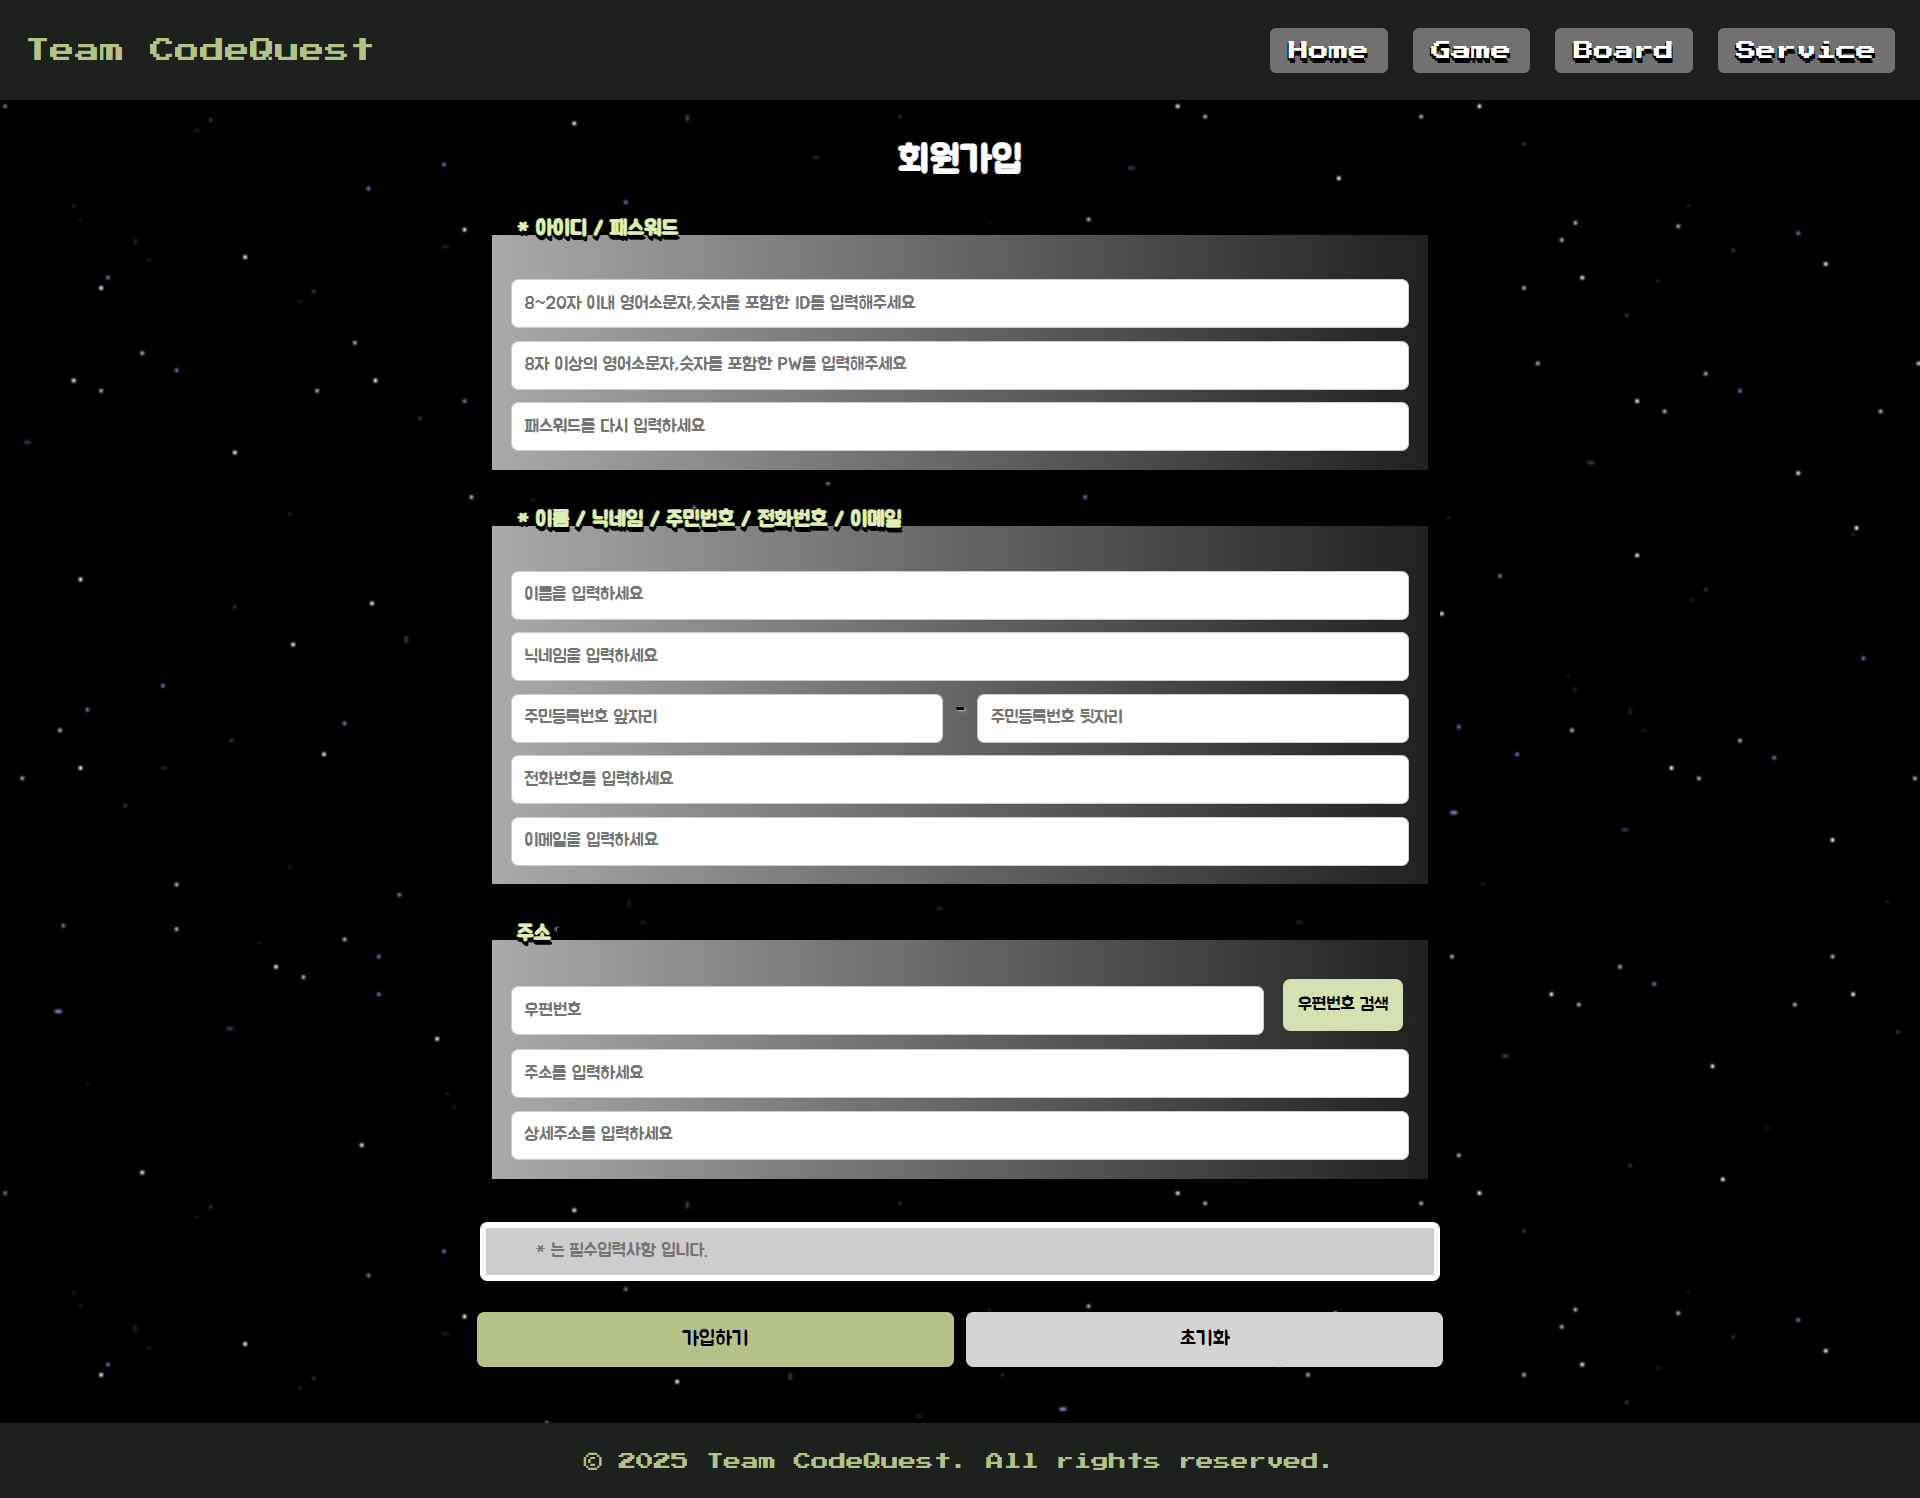 Team CodeQuest
Home Game Board Service
회원가입
* 아이디 / 패스워드
8~20자 이내 영어소문자,숫자를 포함한 ID를 입력해주세요
8자 이상의 영어소문자,숫자를 포함한 PW를 입력해주세요
패스워드를 다시 입력하세요
* 이름 / 닉네임 / 주민번호 / 전화번호 / 이메일
이름을 입력하세요
닉네임을 입력하세요
주민등록번호 앞자리 - 주민등록번호 뒷자리
전화번호를 입력하세요
이메일을 입력하세요
주소
우편번호 우편번호 검색
주소를 입력하세요
상세주소를 입력하세요
* 는 필수입력사항 입니다.
가입하기 초기화
© 2025 Team CodeQuest. All rights reserved.